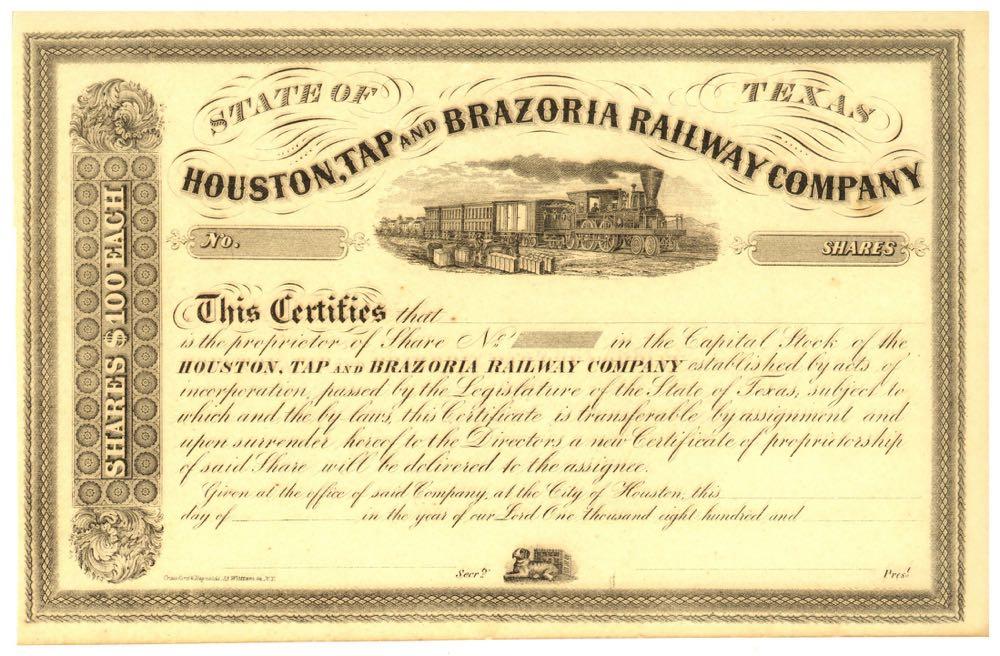 STATE OF TEXAS
HOUSTON, TAP AND BRAZORIA RAILWAY COMPANY
No.
SHARES
SHARES $100 EACH
This Certifies that
is the proprietor of Share No. in the Capital Stock of the
HOUSTON, TAP AND BRAZORIA RAILWAY COMPANY established by acts of
incorporation, passed by the Legislature of the State of Texas, subject to
which and the by laws, this Certificate is transferable by assignment and
upon surrender hereof to the Directors a new Certificate of proprietorship
of said Share will be delivered to the assignee.
Given at the office of said Company, at the City of Houston, this
day of in the year of our Lord One thousand eight hundred and
Secry. Prest.